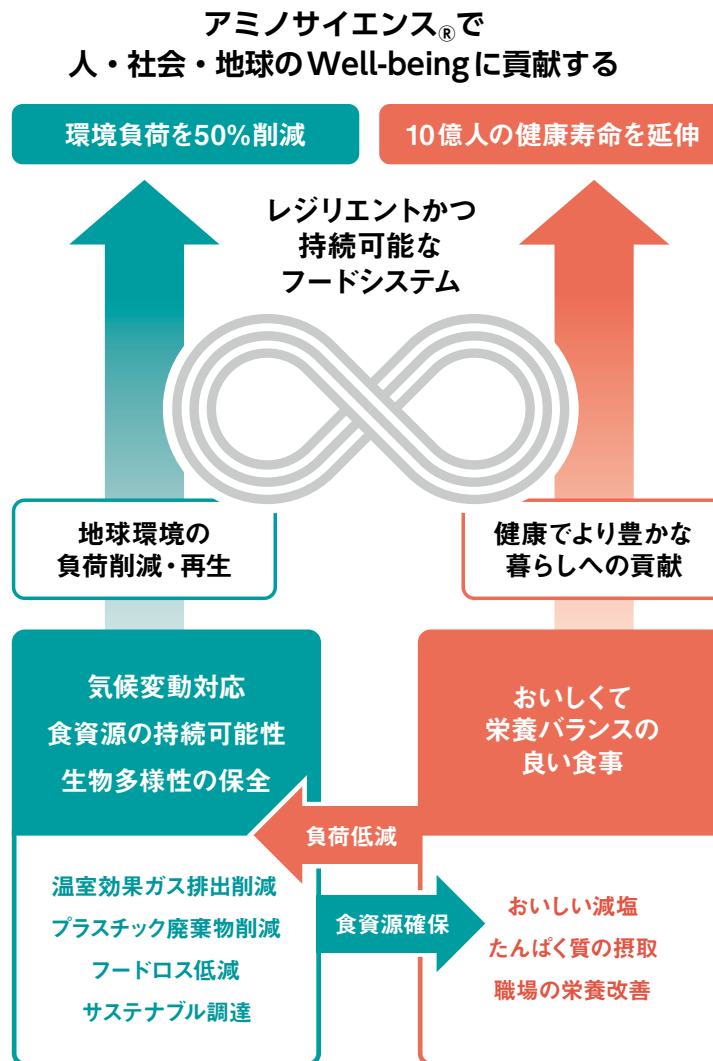 アミノサイエンス®で
人・社会・地球のWell-beingに貢献する
環境負荷を50%削減
10億人の健康寿命を延伸
レジリエントかつ
持続可能な
フードシステム
地球環境の
負荷削減・再生
健康でより豊かな
暮らしへの貢献
気候変動対応
食資源の持続可能性
生物多様性の保全
おいしくて
栄養バランスの
良い食事
負荷低減
食資源確保
温室効果ガス排出削減
プラスチック廃棄物削減
フードロス低減
サステナブル調達
おいしい減塩
たんぱく質の摂取
職場の栄養改善